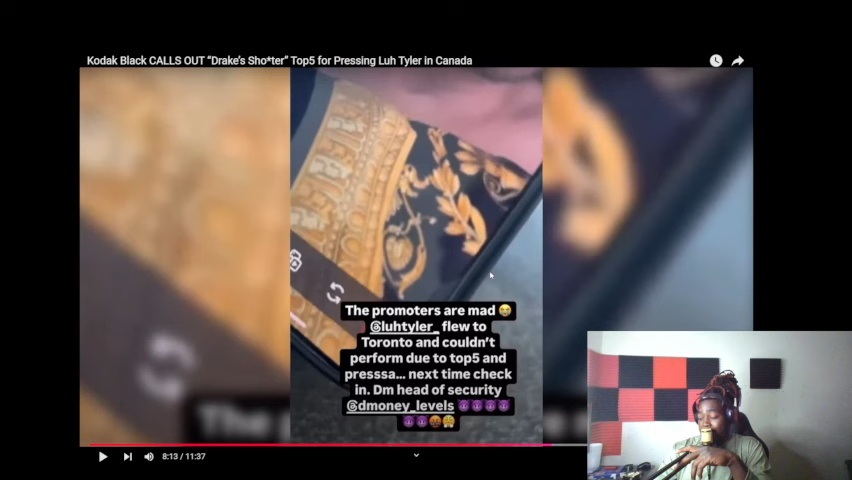 Kodak Black CALLS OUT “Drake’s Sho*ter” Top5 for Pressing Luh Tyler in Canada
The promoters are mad 😆
@luhtyler_ flew to
Toronto and couldn’t
perform due to top5 and
presssa... next time check
in. Dm head of security
@dmoney_levels 😈😈😈😈
😈😈🤬😤
8:13 / 11:37